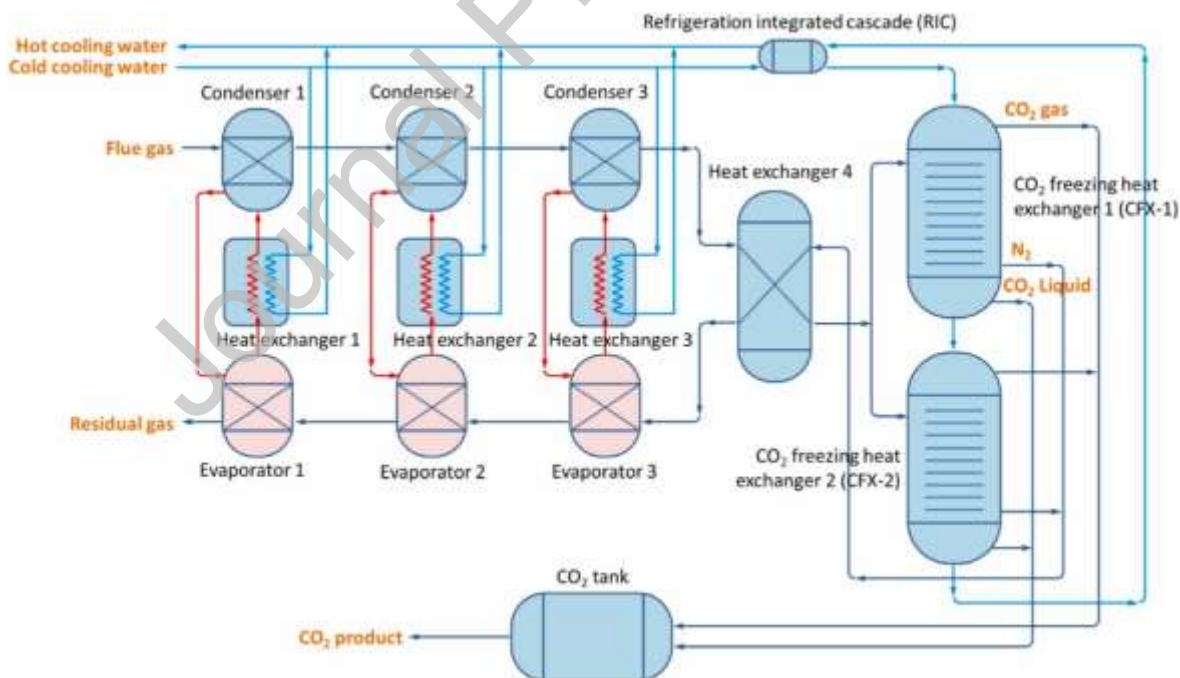 Refrigeration integrated cascade (RIC)
Hot cooling water
Cold cooling water
Condenser 1
Condenser 2
Condenser 3
CO₂ gas
Flue gas
Heat exchanger 4
CO₂ freezing heat
exchanger 1 (CFX-1)
N₂
CO₂ Liquid
Heat exchanger 1
Heat exchanger 2
Heat exchanger 3
Residual gas
Evaporator 1
Evaporator 2
Evaporator 3
CO₂ freezing heat
exchanger 2 (CFX-2)
CO₂ tank
CO₂ product
Journal P